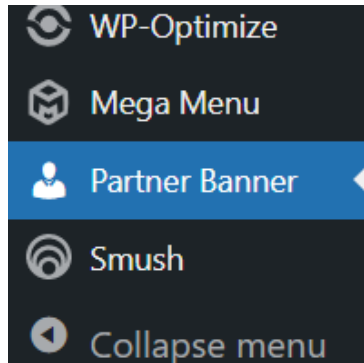 WP-Optimize
Mega Menu
Partner Banner
Smush
Collapse menu